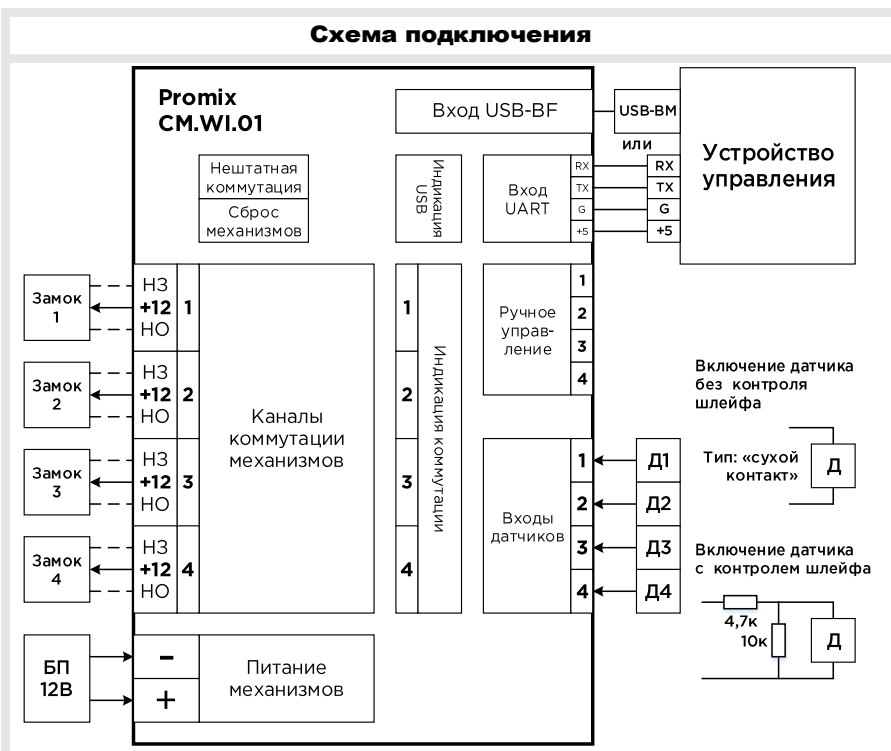 Схема подключения
Promix
CM.WI.01
Вход USB-BF
USB-BM
или
Устройство
управления
Нештатная
коммутация
Сброс
механизмов
Индикация
USB
Вход
UART
RX
TX
G
+5
RX
TX
G
+5
Замок
1
НЗ
+12
НО
1
Замок
2
НЗ
+12
НО
2
Замок
3
НЗ
+12
НО
3
Замок
4
НЗ
+12
НО
4
Каналы
коммутации
механизмов
1
2
3
4
Индикация коммутации
Ручное
управ-
ление
1
2
3
4
Входы
датчиков
1
2
3
4
Д1
Д2
Д3
Д4
Включение датчика
без контроля
шлейфа
Тип: «сухой
контакт»
Д
Включение датчика
с контролем шлейфа
4,7к
10к
Д
БП
12В
–
+
Питание
механизмов